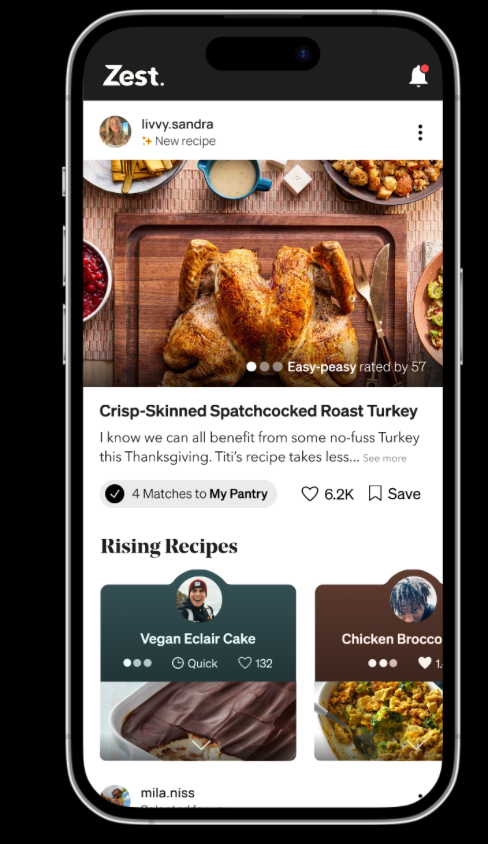 Zest.
livvy.sandra
✨ New recipe
Easy-peasy rated by 57
Crisp-Skinned Spatchcocked Roast Turkey
I know we can all benefit from some no-fuss Turkey
this Thanksgiving. Titi's recipe takes less... See more
4 Matches to My Pantry
6.2K
Save
Rising Recipes
Vegan Eclair Cake
Quick
132
Chicken Brocco
1.
mila.niss